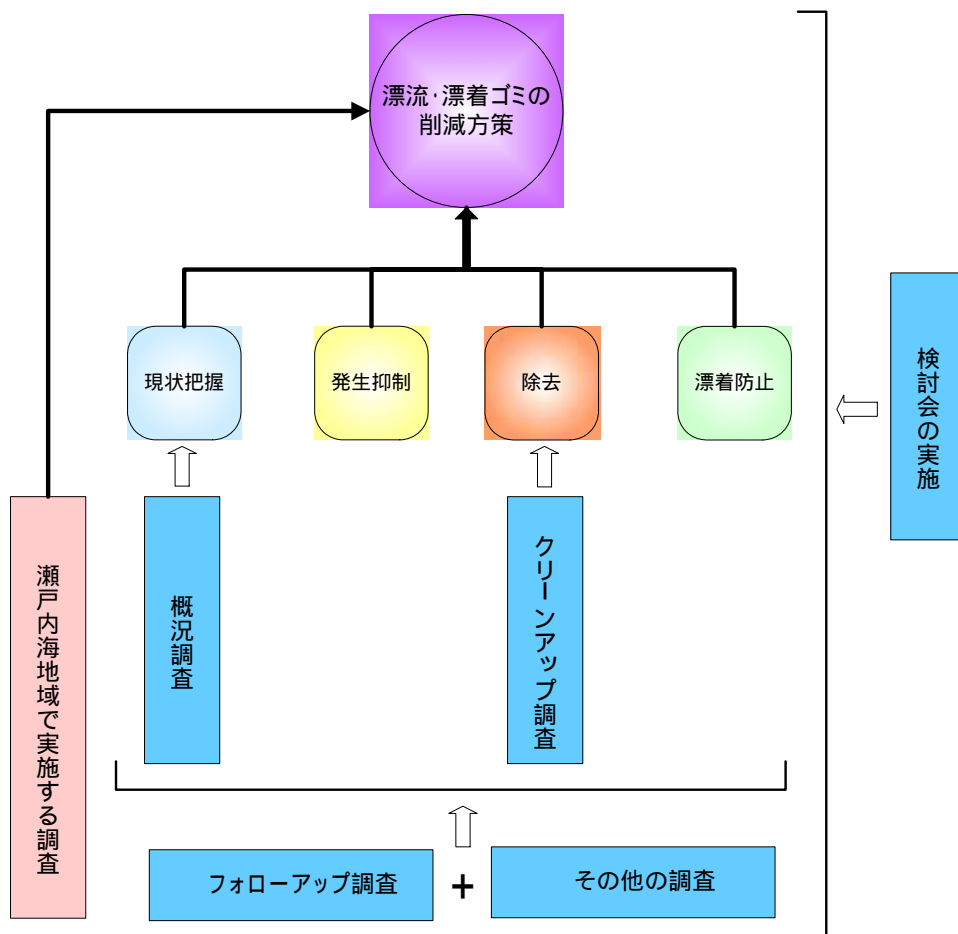 漂流・漂着ゴミの
削減方策
現状把握
発生抑制
除去
漂着防止
検討会の実施
瀬戸内海地域で実施する調査
概況調査
クリーンアップ調査
フォローアップ調査
+
その他の調査